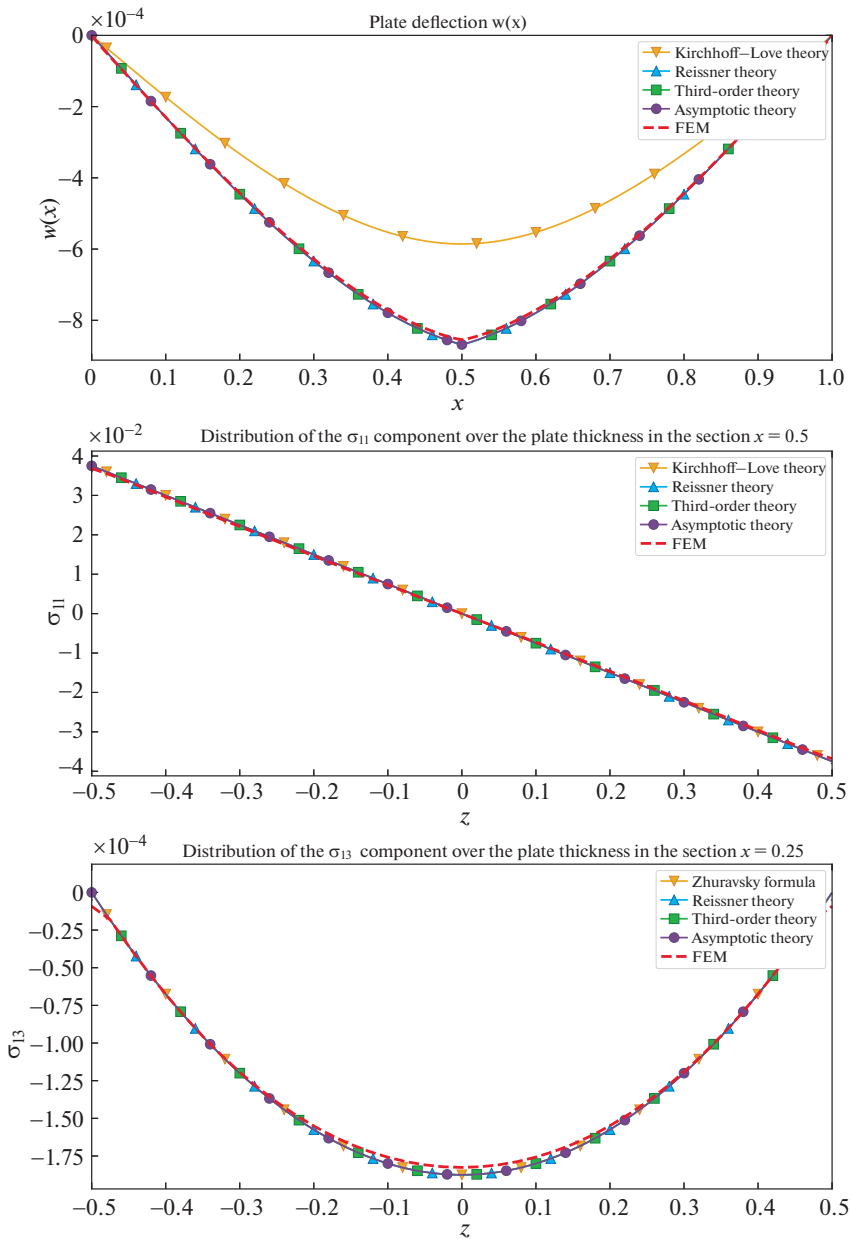 ×10⁻⁴
Plate deflection w(x)
0
−2
−4
−6
−8
w(x)
Kirchhoff−Love theory
Reissner theory
Third-order theory
Asymptotic theory
FEM
0 0.1 0.2 0.3 0.4 0.5 0.6 0.7 0.8 0.9 1.0
x
×10⁻²
Distribution of the σ₁₁ component over the plate thickness in the section x = 0.5
4
3
2
1
0
−1
−2
−3
−4
σ₁₁
Kirchhoff−Love theory
Reissner theory
Third-order theory
Asymptotic theory
FEM
−0.5 −0.4 −0.3 −0.2 −0.1 0 0.1 0.2 0.3 0.4 0.5
z
×10⁻⁴
Distribution of the σ₁₃ component over the plate thickness in the section x = 0.25
0
−0.25
−0.50
−0.75
−1.00
−1.25
−1.50
−1.75
σ₁₃
Zhuravsky formula
Reissner theory
Third-order theory
Asymptotic theory
FEM
−0.5 −0.4 −0.3 −0.2 −0.1 0 0.1 0.2 0.3 0.4 0.5
z